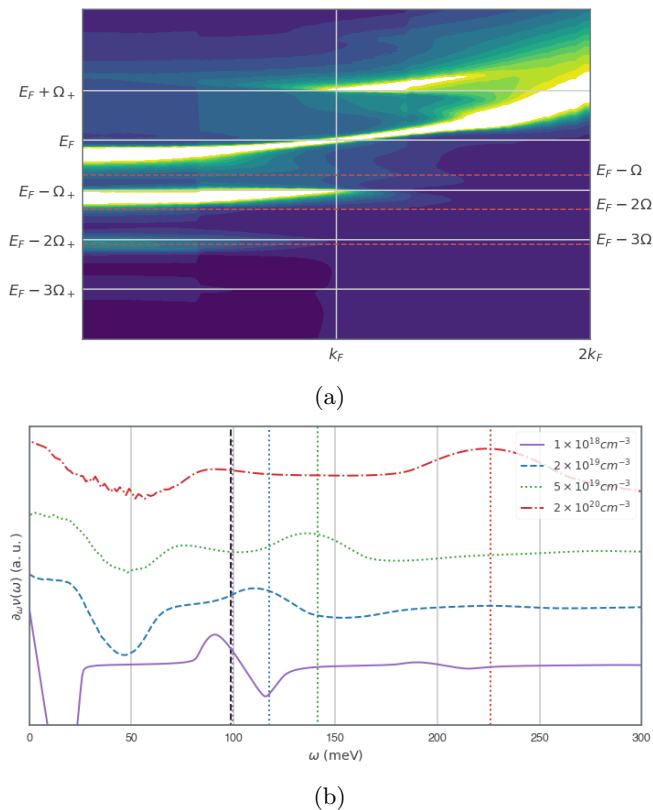 E_F + Ω_+
E_F
E_F − Ω_+
E_F − 2Ω_+
E_F − 3Ω_+
E_F − Ω
E_F − 2Ω
E_F − 3Ω
k_F
2k_F
(a)
1 × 10^18 cm^−3
2 × 10^19 cm^−3
5 × 10^19 cm^−3
2 × 10^20 cm^−3
∂_ω ν(ω) (a. u.)
0 50 100 150 200 250 300
ω (meV)
(b)